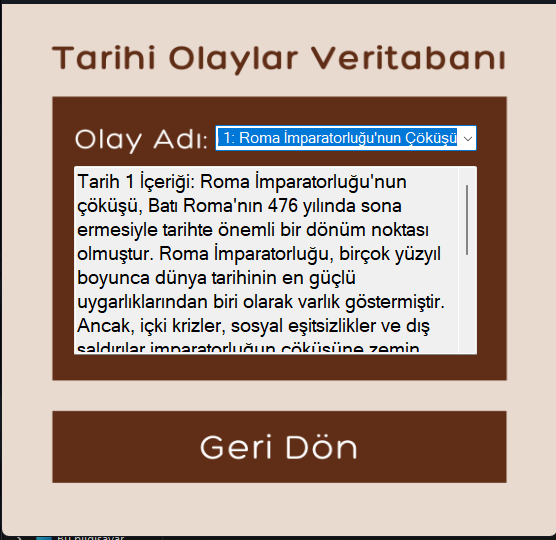 Tarihi Olaylar Veritabanı
Olay Adı: 1: Roma İmparatorluğu'nun Çöküşü
Tarih 1 İçeriği: Roma İmparatorluğu'nun
çöküşü, Batı Roma'nın 476 yılında sona
ermesiyle tarihte önemli bir dönüm noktası
olmuştur. Roma İmparatorluğu, birçok yüzyıl
boyunca dünya tarihinin en güçlü
uygarlıklarından biri olarak varlık göstermiştir.
Ancak, içki krizler, sosyal eşitsizlikler ve dış
saldırılar imparatorluğun çöküşüne zemin
Geri Dön
Bu bilgisayar